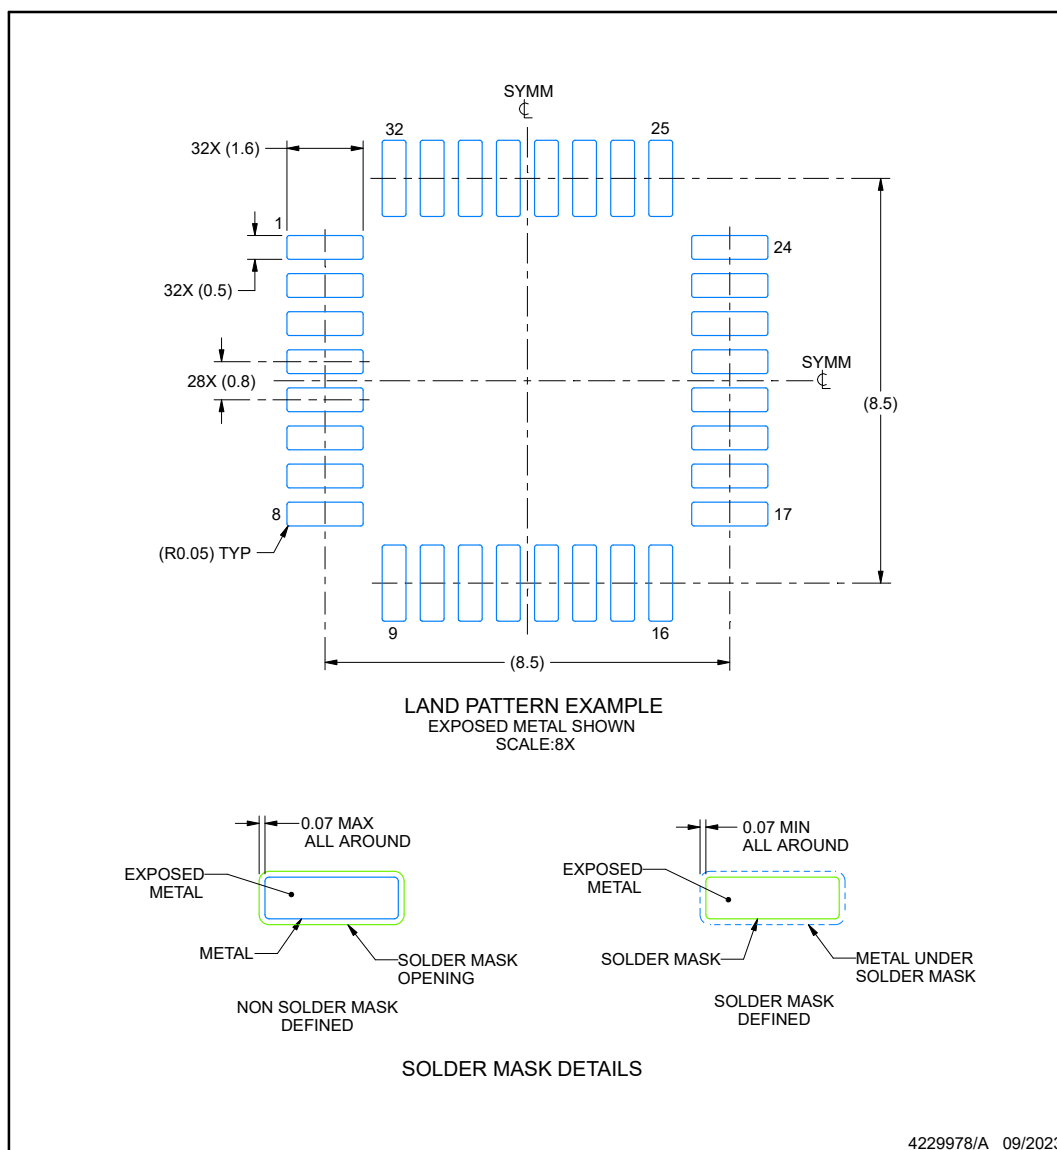 SYMM
32
25
32X (1.6)
1
24
32X (0.5)
SYMM
28X (0.8)
(8.5)
8
17
(R0.05) TYP
9
16
(8.5)
LAND PATTERN EXAMPLE
EXPOSED METAL SHOWN
SCALE:8X
0.07 MAX
ALL AROUND
EXPOSED
METAL
METAL
SOLDER MASK
OPENING
NON SOLDER MASK
DEFINED
0.07 MIN
ALL AROUND
EXPOSED
METAL
SOLDER MASK
METAL UNDER
SOLDER MASK
SOLDER MASK
DEFINED
SOLDER MASK DETAILS
4229978/A 09/2023